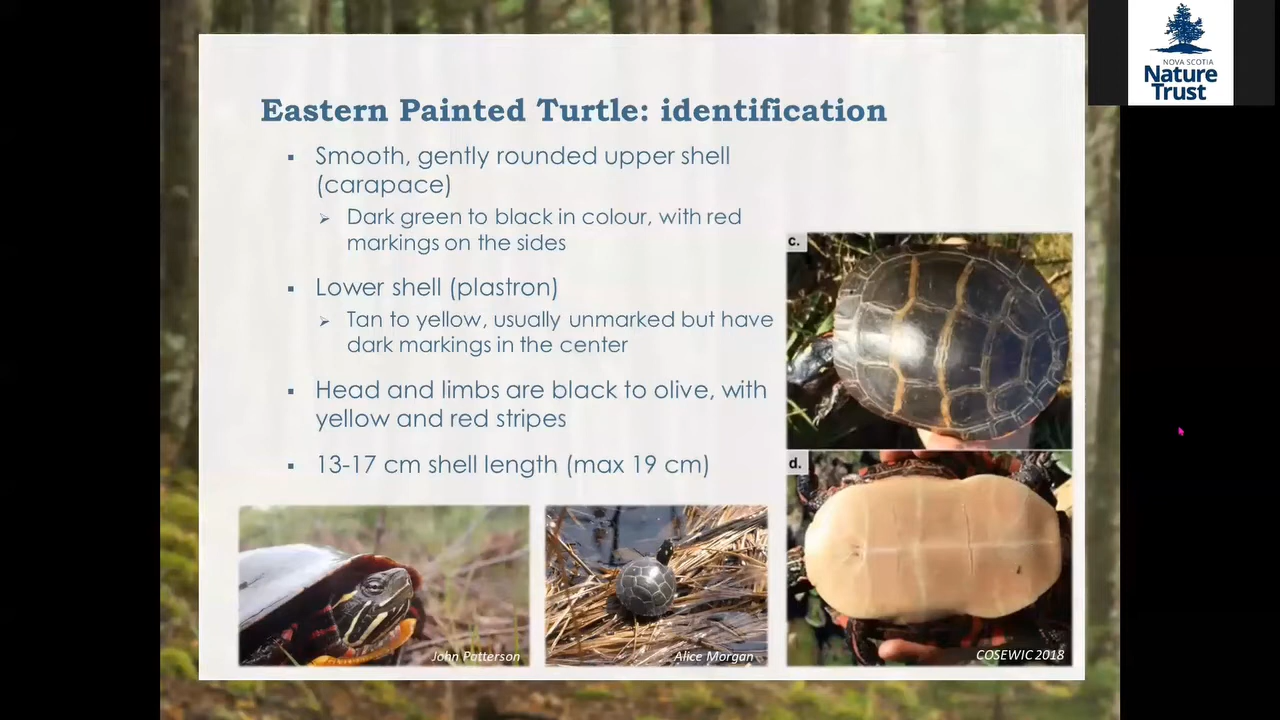 NOVA SCOTIA
Nature
Trust
Eastern Painted Turtle: identification
▪ Smooth, gently rounded upper shell
(carapace)
➢ Dark green to black in colour, with red
markings on the sides
▪ Lower shell (plastron)
➢ Tan to yellow, usually unmarked but have
dark markings in the center
▪ Head and limbs are black to olive, with
yellow and red stripes
▪ 13-17 cm shell length (max 19 cm)
c.
d.
John Patterson
Alice Morgan
COSEWIC 2018